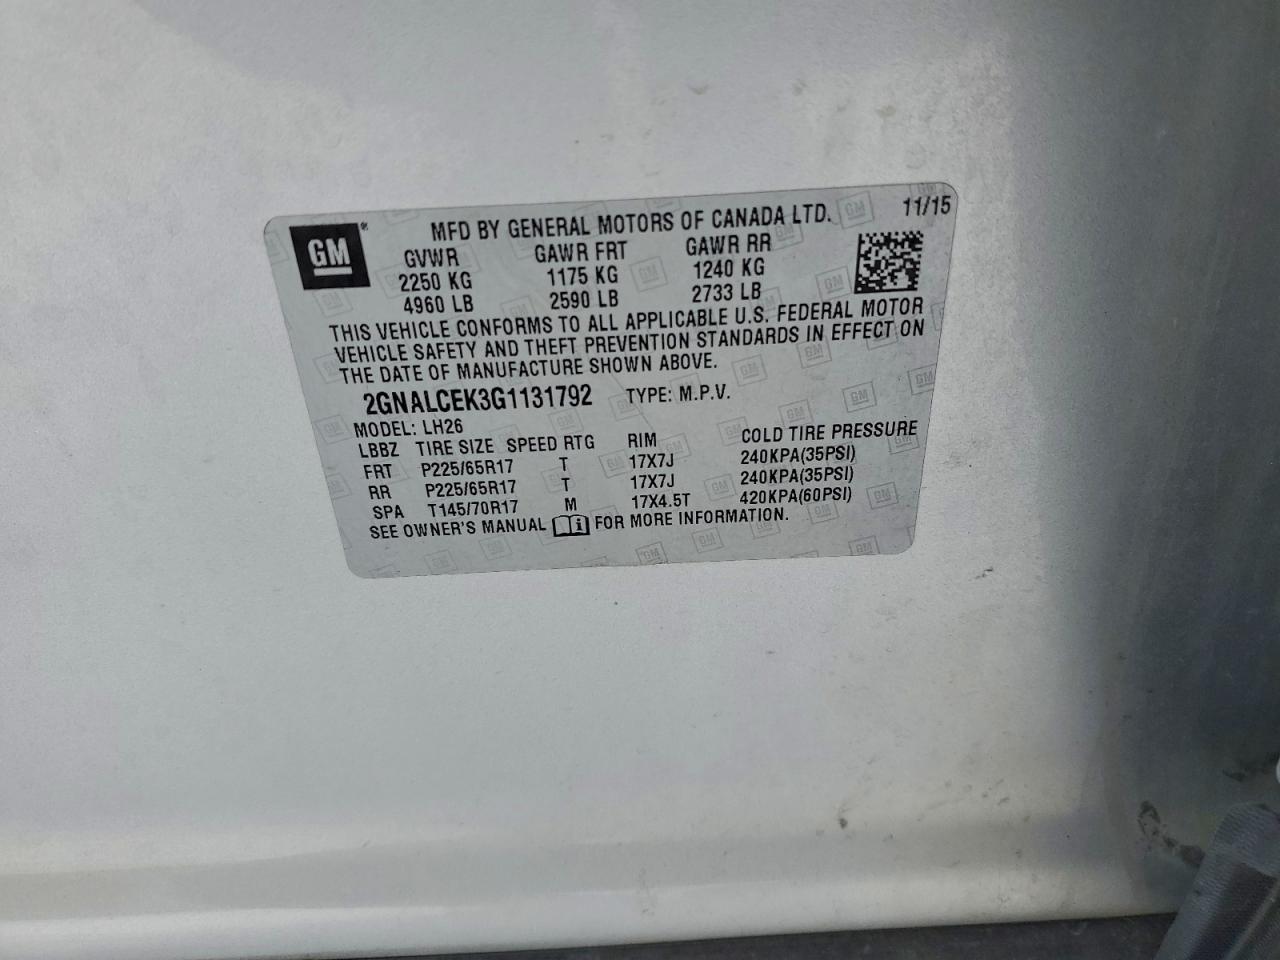 GM®
MFD BY GENERAL MOTORS OF CANADA LTD. 11/15
GVWR GAWR FRT GAWR RR
2250 KG 1175 KG 1240 KG
4960 LB 2590 LB 2733 LB
THIS VEHICLE CONFORMS TO ALL APPLICABLE U.S. FEDERAL MOTOR
VEHICLE SAFETY AND THEFT PREVENTION STANDARDS IN EFFECT ON
THE DATE OF MANUFACTURE SHOWN ABOVE.
2GNALCEK3G1131792 TYPE: M.P.V.
MODEL: LH26
LBBZ TIRE SIZE SPEED RTG RIM COLD TIRE PRESSURE
FRT P225/65R17 T 17X7J 240KPA(35PSI)
RR P225/65R17 T 17X7J 240KPA(35PSI)
SPA T145/70R17 M 17X4.5T 420KPA(60PSI)
SEE OWNER'S MANUAL i FOR MORE INFORMATION.